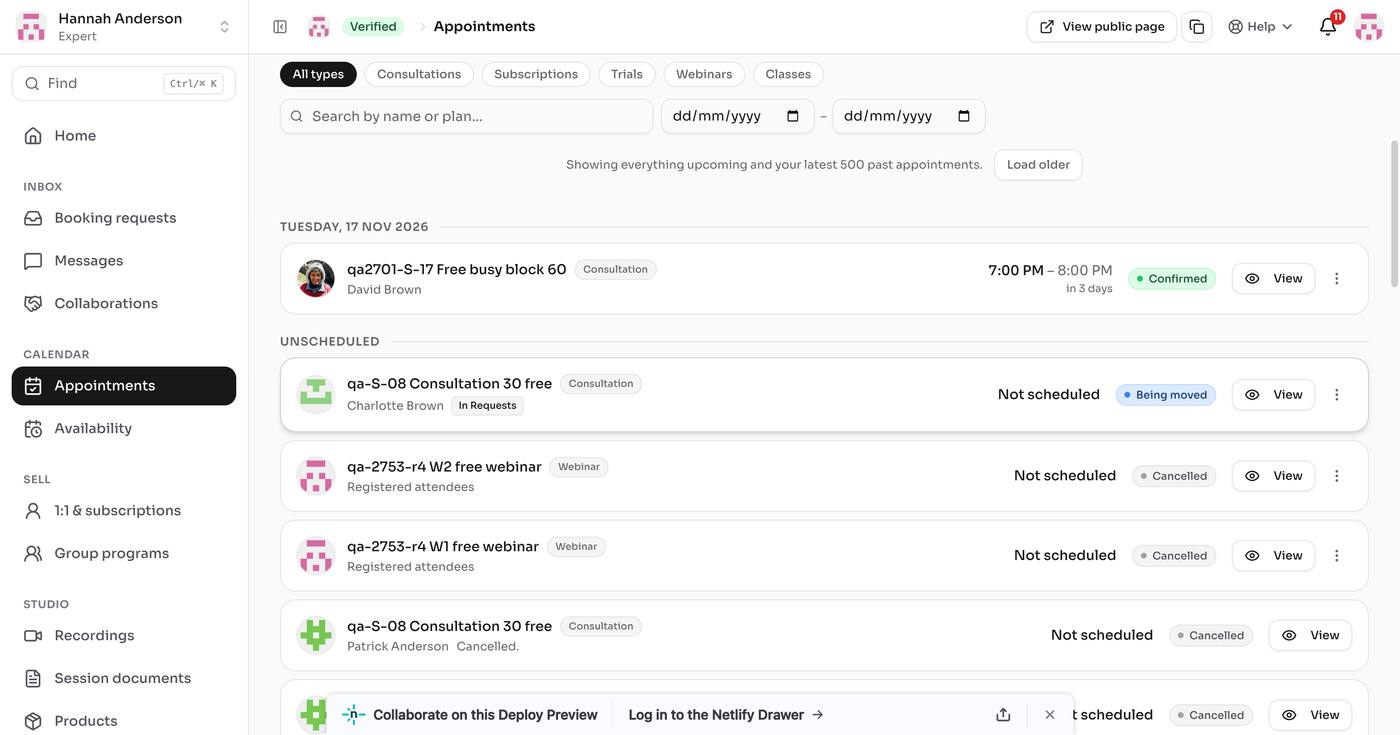 Hannah Anderson
Expert
Verified
Appointments
View public page
Help
11
Find
Ctrl/⌘ K
Home
INBOX
Booking requests
Messages
Collaborations
CALENDAR
Appointments
Availability
SELL
1:1 & subscriptions
Group programs
STUDIO
Recordings
Session documents
Products
All types
Consultations
Subscriptions
Trials
Webinars
Classes
Search by name or plan...
dd/mm/yyyy
–
dd/mm/yyyy
Showing everything upcoming and your latest 500 past appointments.
Load older
TUESDAY, 17 NOV 2026
qa2701-S-17 Free busy block 60
Consultation
David Brown
7:00 PM – 8:00 PM
in 3 days
Confirmed
View
UNSCHEDULED
qa-S-08 Consultation 30 free
Consultation
Charlotte Brown
In Requests
Not scheduled
Being moved
View
qa-2753-r4 W2 free webinar
Webinar
Registered attendees
Not scheduled
Cancelled
View
qa-2753-r4 W1 free webinar
Webinar
Registered attendees
Not scheduled
Cancelled
View
qa-S-08 Consultation 30 free
Consultation
Patrick Anderson Cancelled.
Not scheduled
Cancelled
View
scheduled
Cancelled
View
n
Collaborate on this Deploy Preview
Log in to the Netlify Drawer →